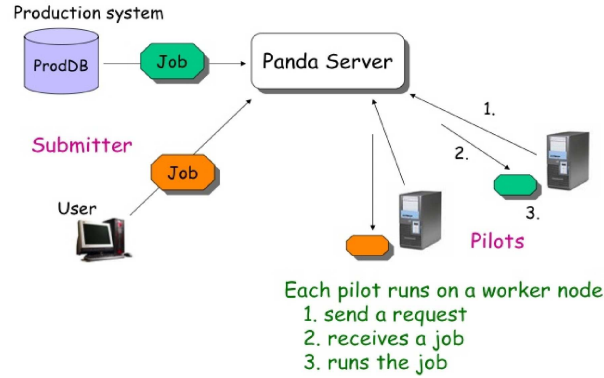 Production system
ProdDB
Job
Panda Server
Submitter
Job
User
1.
2.
3.
Pilots
Each pilot runs on a worker node
1. send a request
2. receives a job
3. runs the job